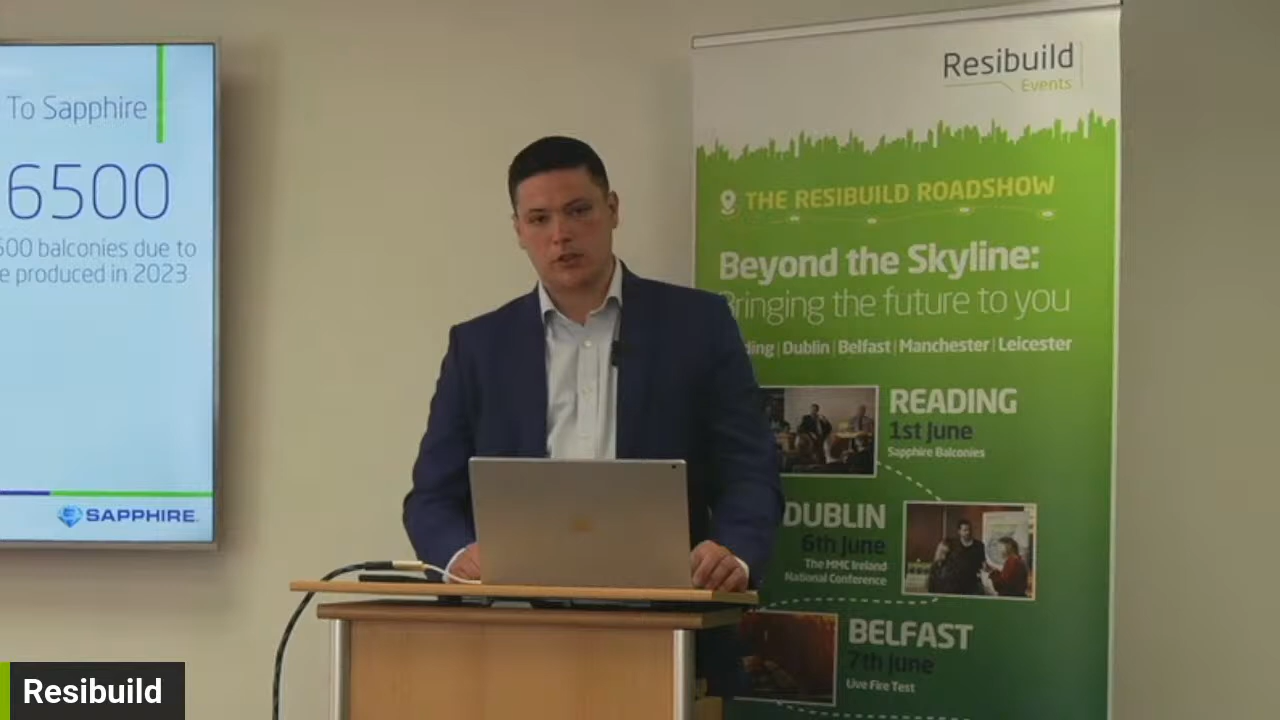 To Sapphire
6500
500 balconies due to
e produced in 2023
SAPPHIRE
Resibuild
Events
THE RESIBUILD ROADSHOW
Beyond the Skyline:
Bringing the future to you
ding | Dublin | Belfast | Manchester | Leicester
READING
1st June
Sapphire Balconies
DUBLIN
6th June
The MMC Ireland
National Conference
BELFAST
7th June
Live Fire Test
Resibuild